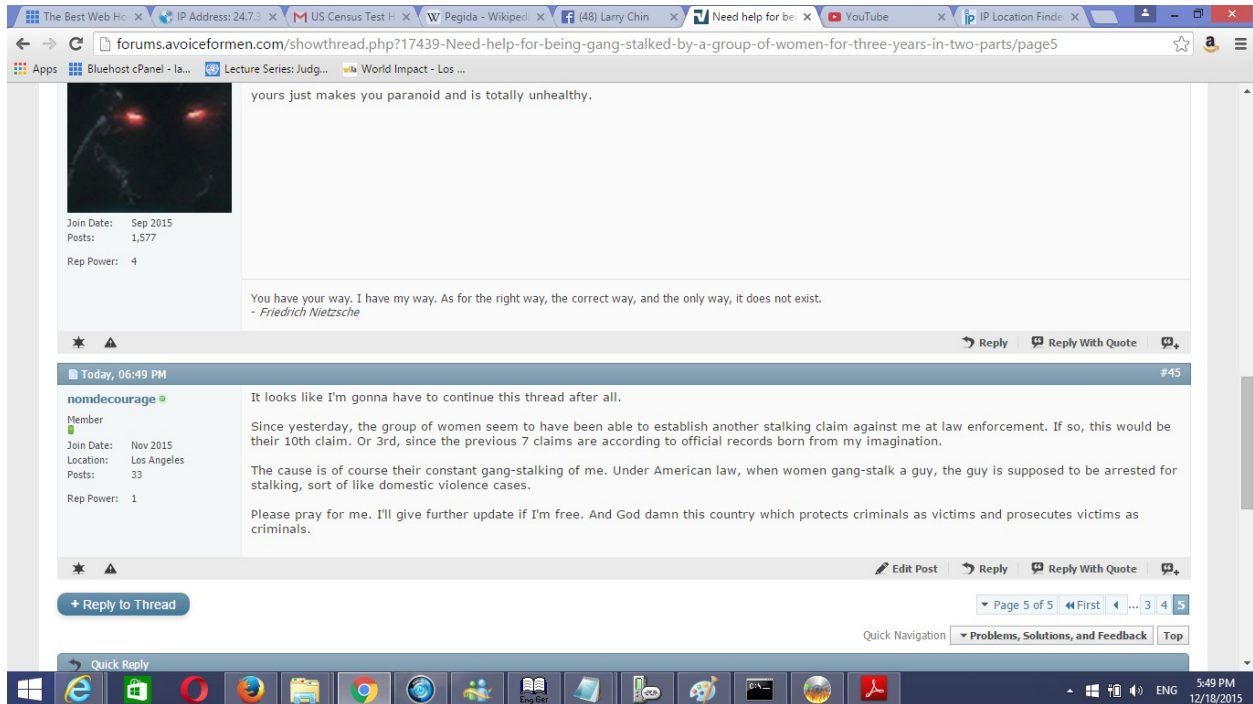 The Best Web Ho
IP Address: 24.7.3
US Census Test H
Pegida - Wikiped
(48) Larry Chin
Need help for be
YouTube
IP Location Finde
forums.avoiceformen.com/showthread.php?17439-Need-help-for-being-gang-stalked-by-a-group-of-women-for-three-years-in-two-parts/page5
Apps
Bluehost cPanel - la...
Lecture Series: Judg...
World Impact - Los ...
yours just makes you paranoid and is totally unhealthy.
Join Date: Sep 2015
Posts: 1,577
Rep Power: 4
You have your way. I have my way. As for the right way, the correct way, and the only way, it does not exist.
- Friedrich Nietzsche
Reply
Reply With Quote
Today, 06:49 PM
#45
nomdecourage
Member
Join Date: Nov 2015
Location: Los Angeles
Posts: 33
Rep Power: 1
It looks like I'm gonna have to continue this thread after all.
Since yesterday, the group of women seem to have been able to establish another stalking claim against me at law enforcement. If so, this would be
their 10th claim. Or 3rd, since the previous 7 claims are according to official records born from my imagination.
The cause is of course their constant gang-stalking of me. Under American law, when women gang-stalk a guy, the guy is supposed to be arrested for
stalking, sort of like domestic violence cases.
Please pray for me. I'll give further update if I'm free. And God damn this country which protects criminals as victims and prosecutes victims as
criminals.
Edit Post
Reply
Reply With Quote
+ Reply to Thread
Page 5 of 5
First
... 3 4 5
Quick Navigation
Problems, Solutions, and Feedback
Top
Quick Reply
Eng Ger
ENG
5:49 PM
12/18/2015